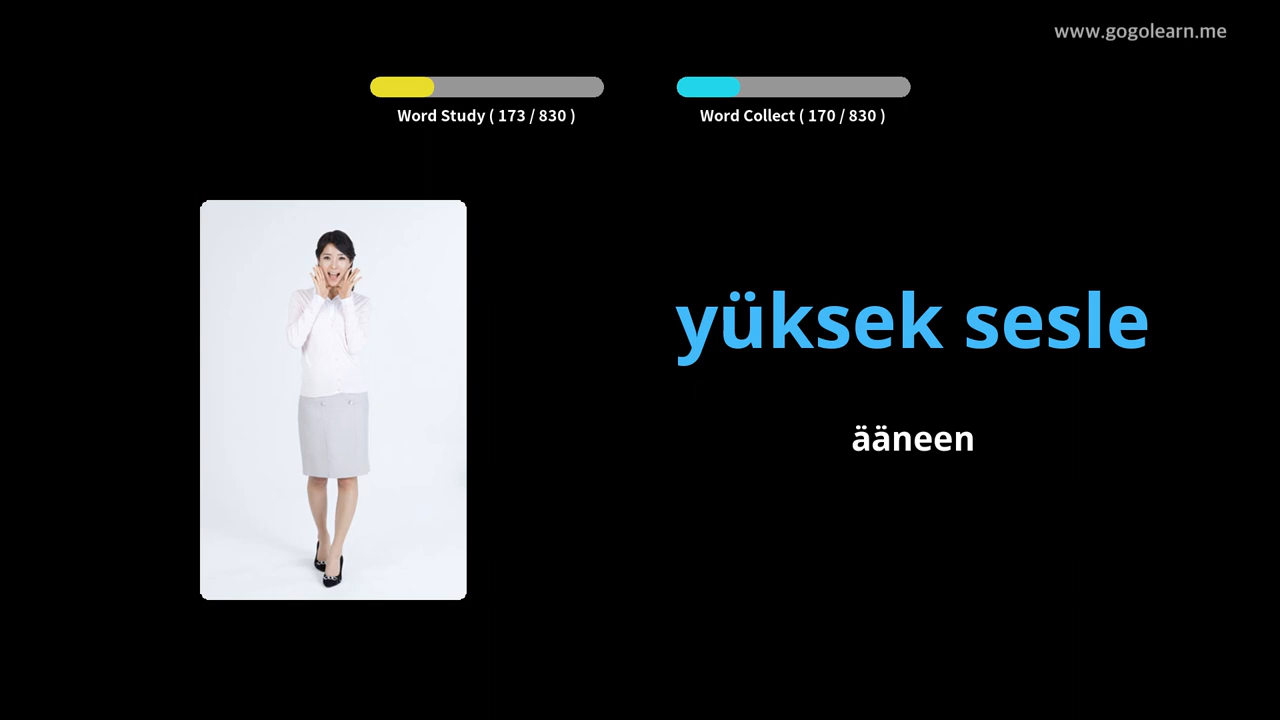 www.gogolearn.me
Word Study ( 173 / 830 )
Word Collect ( 170 / 830 )
yüksek sesle
ääneen